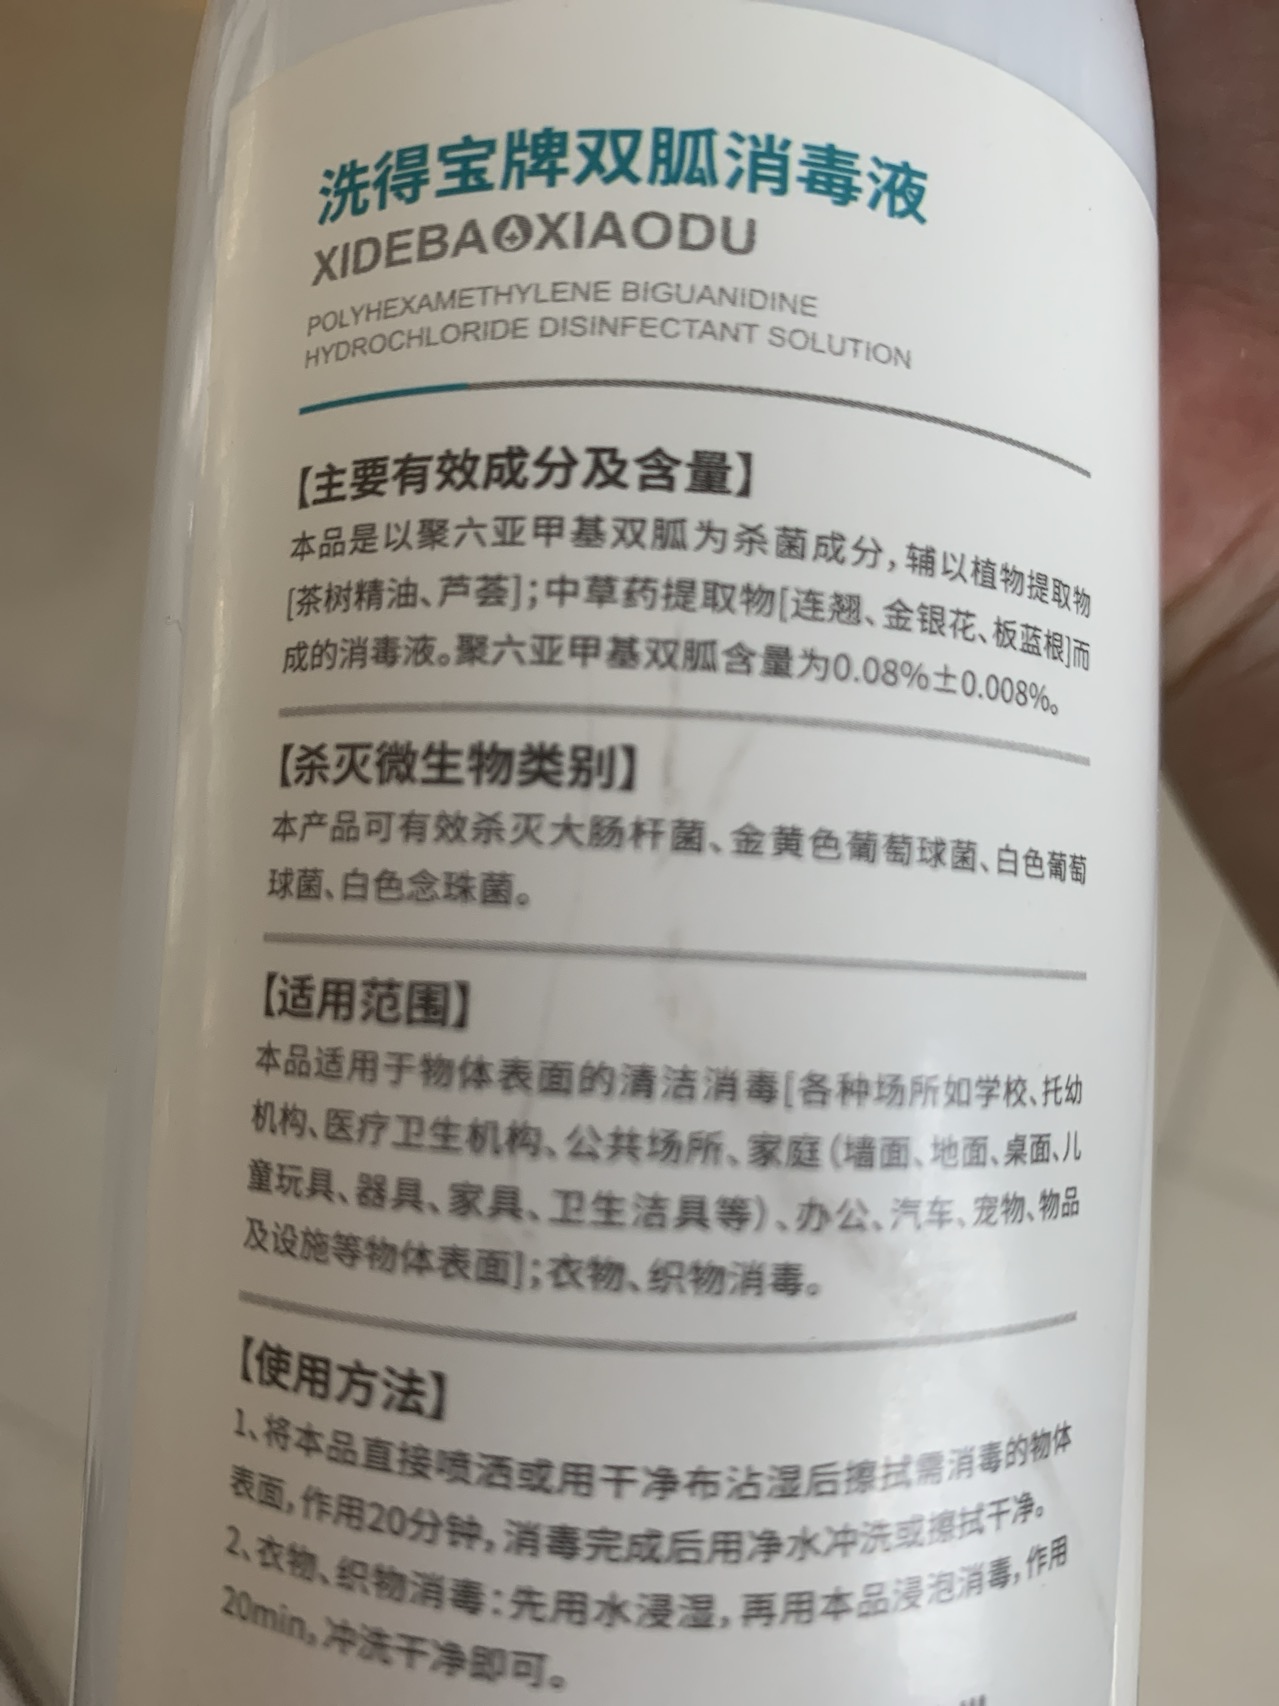 洗得宝牌双胍消毒液
XIDEBAOXIAODU
POLYHEXAMETHYLENE BIGUANIDINE
HYDROCHLORIDE DISINFECTANT SOLUTION
【主要有效成分及含量】
本品是以聚六亚甲基双胍为杀菌成分,辅以植物提取物
[茶树精油、芦荟];中草药提取物[连翘、金银花、板蓝根]而
成的消毒液。聚六亚甲基双胍含量为0.08%±0.008%。
【杀灭微生物类别】
本产品可有效杀灭大肠杆菌、金黄色葡萄球菌、白色葡萄
球菌、白色念珠菌。
【适用范围】
本品适用于物体表面的清洁消毒[各种场所如学校、托幼
机构、医疗卫生机构、公共场所、家庭(墙面、地面、桌面、儿
童玩具、器具、家具、卫生洁具等)、办公、汽车、宠物、物品
及设施等物体表面];衣物、织物消毒。
【使用方法】
1、将本品直接喷洒或用干净布沾湿后擦拭需消毒的物体
表面,作用20分钟,消毒完成后用净水冲洗或擦拭干净。
2、衣物、织物消毒:先用水浸湿,再用本品浸泡消毒,作用
20min,冲洗干净即可。